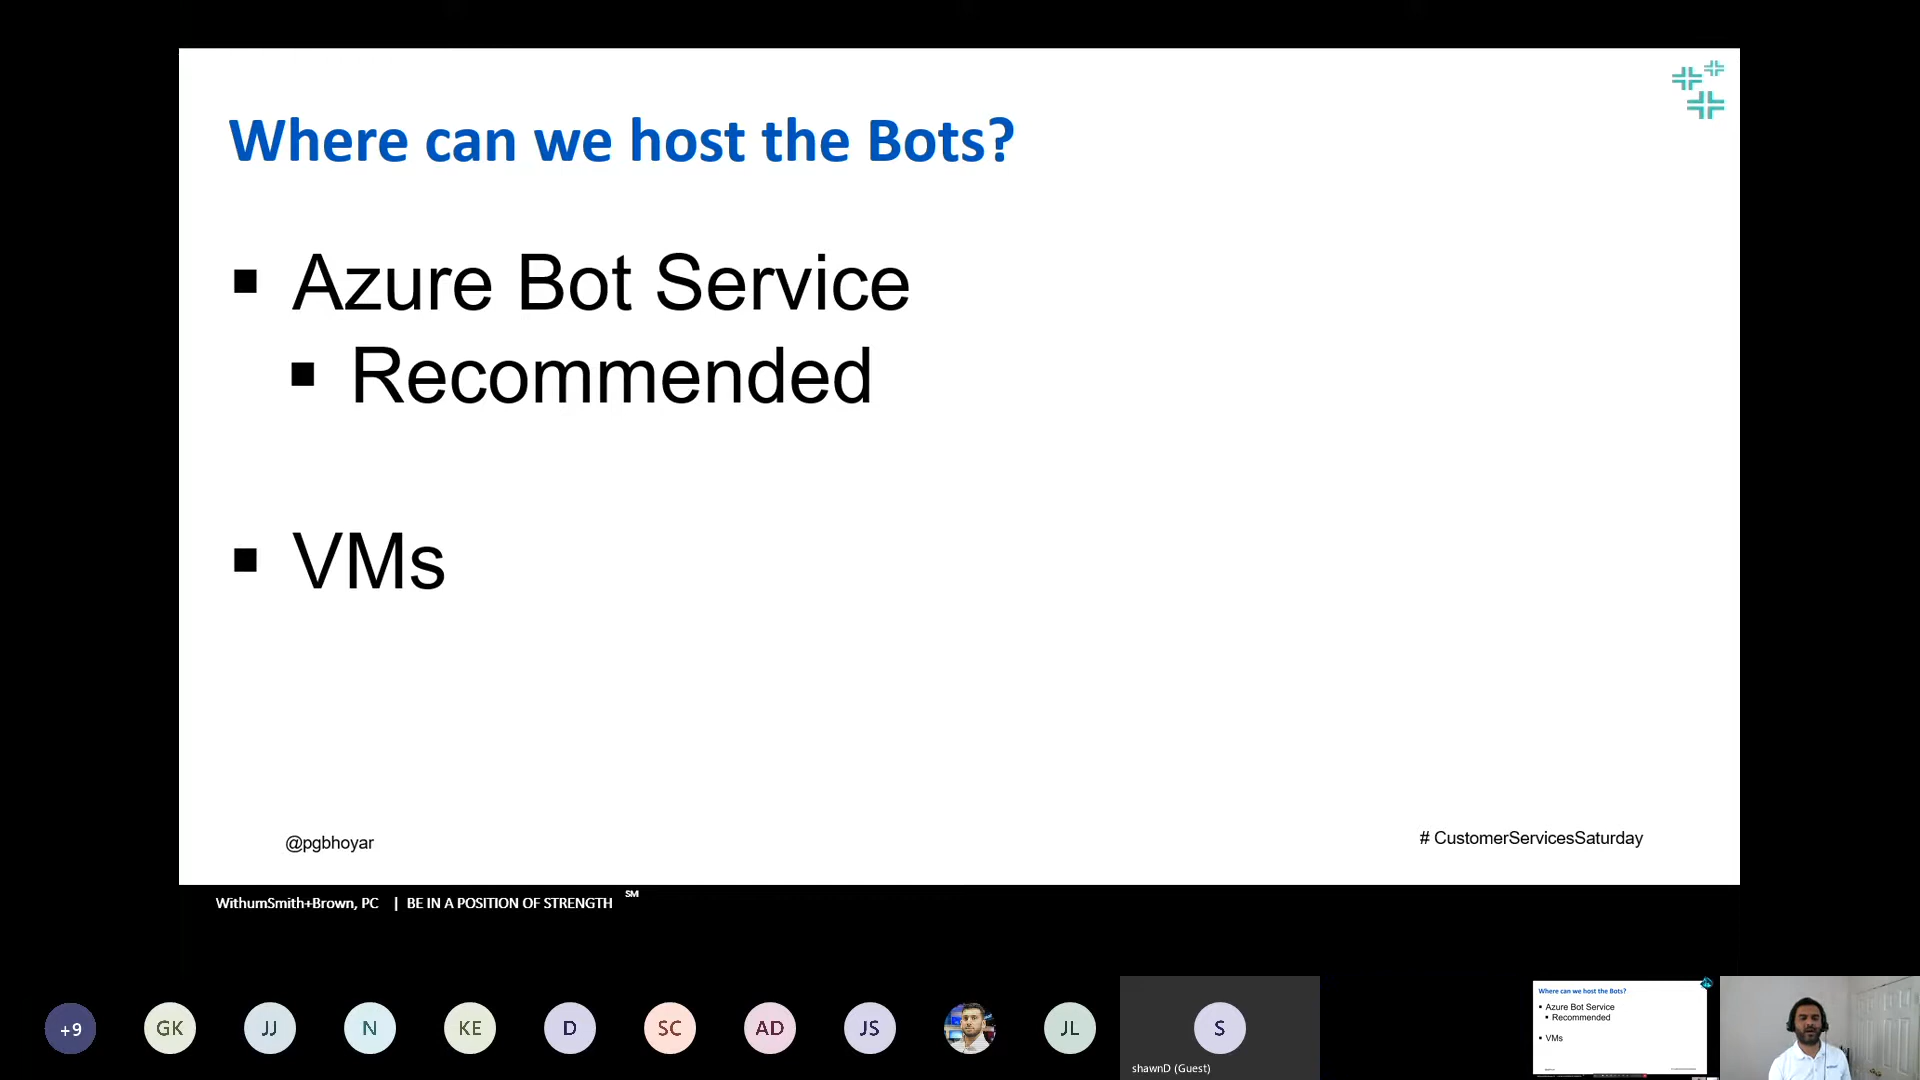 Where can we host the Bots?
Azure Bot Service
Recommended
VMs
@pgbhoyar
# CustomerServicesSaturday
WithumSmith+Brown, PC | BE IN A POSITION OF STRENGTH SM
+9
GK
JJ
N
KE
D
SC
AD
JS
JL
S
shawnD (Guest)
Where can we host the Bots?
Azure Bot Service
Recommended
VMs